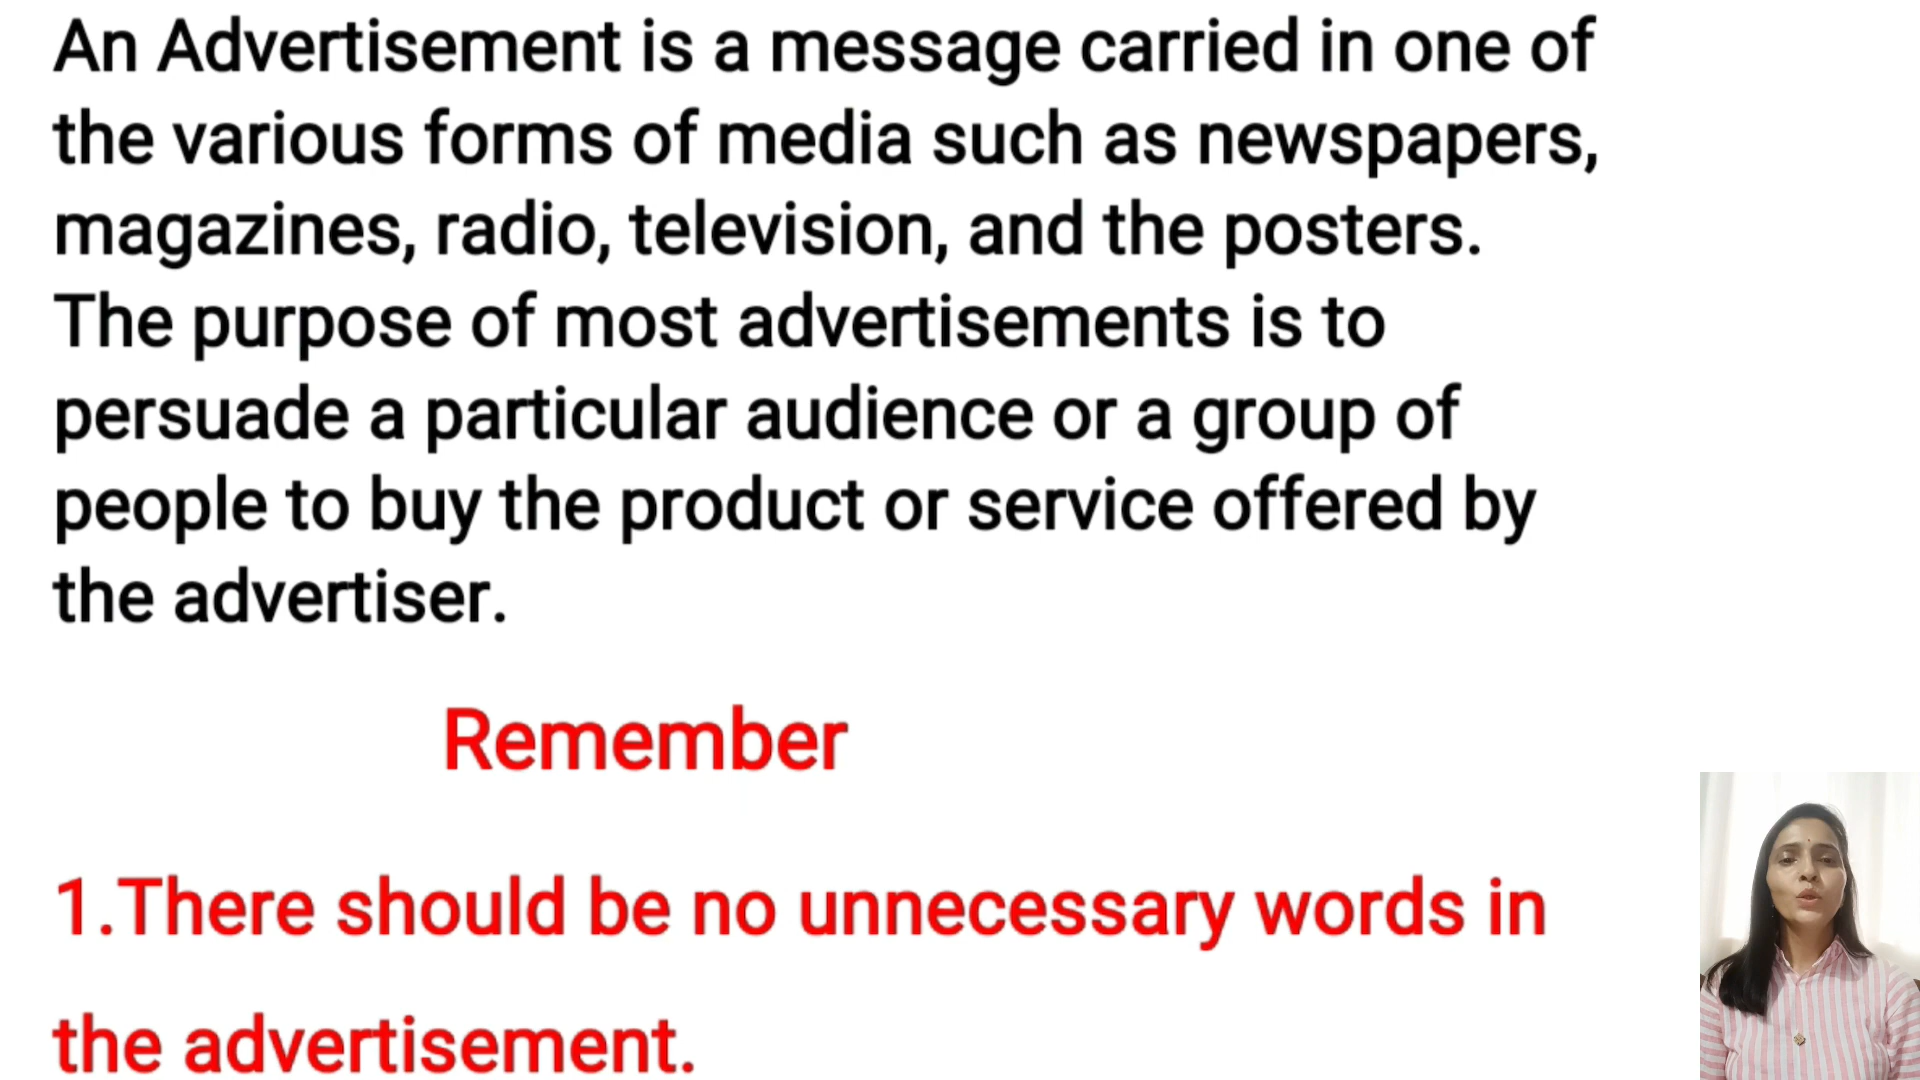 An Advertisement is a message carried in one of
the various forms of media such as newspapers,
magazines, radio, television, and the posters.
The purpose of most advertisements is to
persuade a particular audience or a group of
people to buy the product or service offered by
the advertiser.
Remember
1.There should be no unnecessary words in
the advertisement.